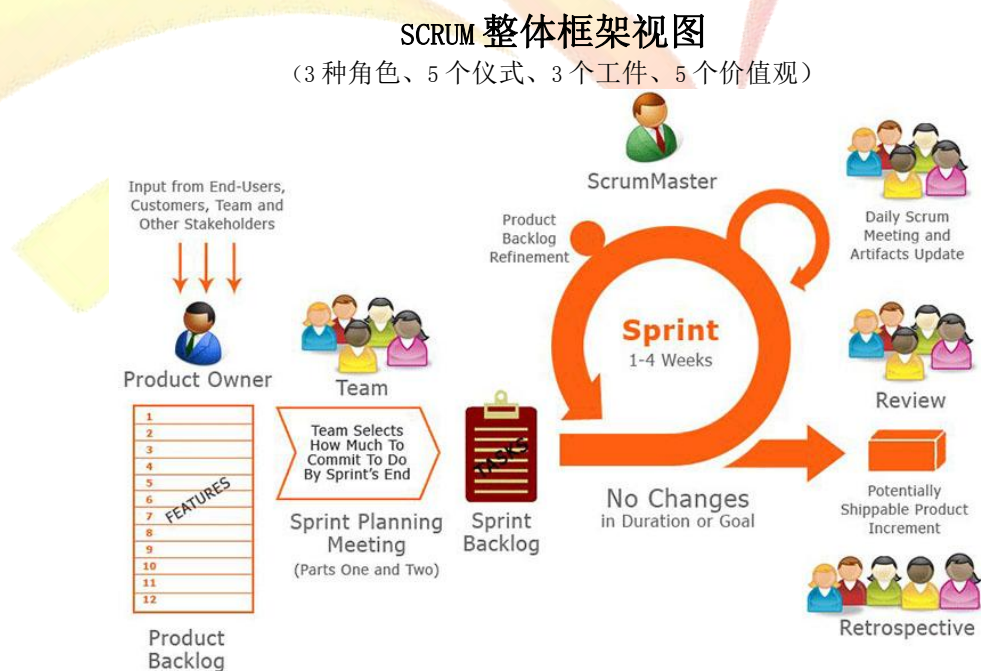 SCRUM 整体框架视图
（3 种角色、5 个仪式、3 个工件、5 个价值观）
Input from End-Users,
Customers, Team and
Other Stakeholders
Product Owner
1
2
3
4
5
6
7
8
9
10
11
12
FEATURES
Product
Backlog
Team
Team Selects
How Much To
Commit To Do
By Sprint's End
Sprint Planning
Meeting
(Parts One and Two)
TASKS
Sprint
Backlog
ScrumMaster
Product
Backlog
Refinement
Sprint
1-4 Weeks
No Changes
in Duration or Goal
Daily Scrum
Meeting and
Artifacts Update
Review
Potentially
Shippable Product
Increment
Retrospective